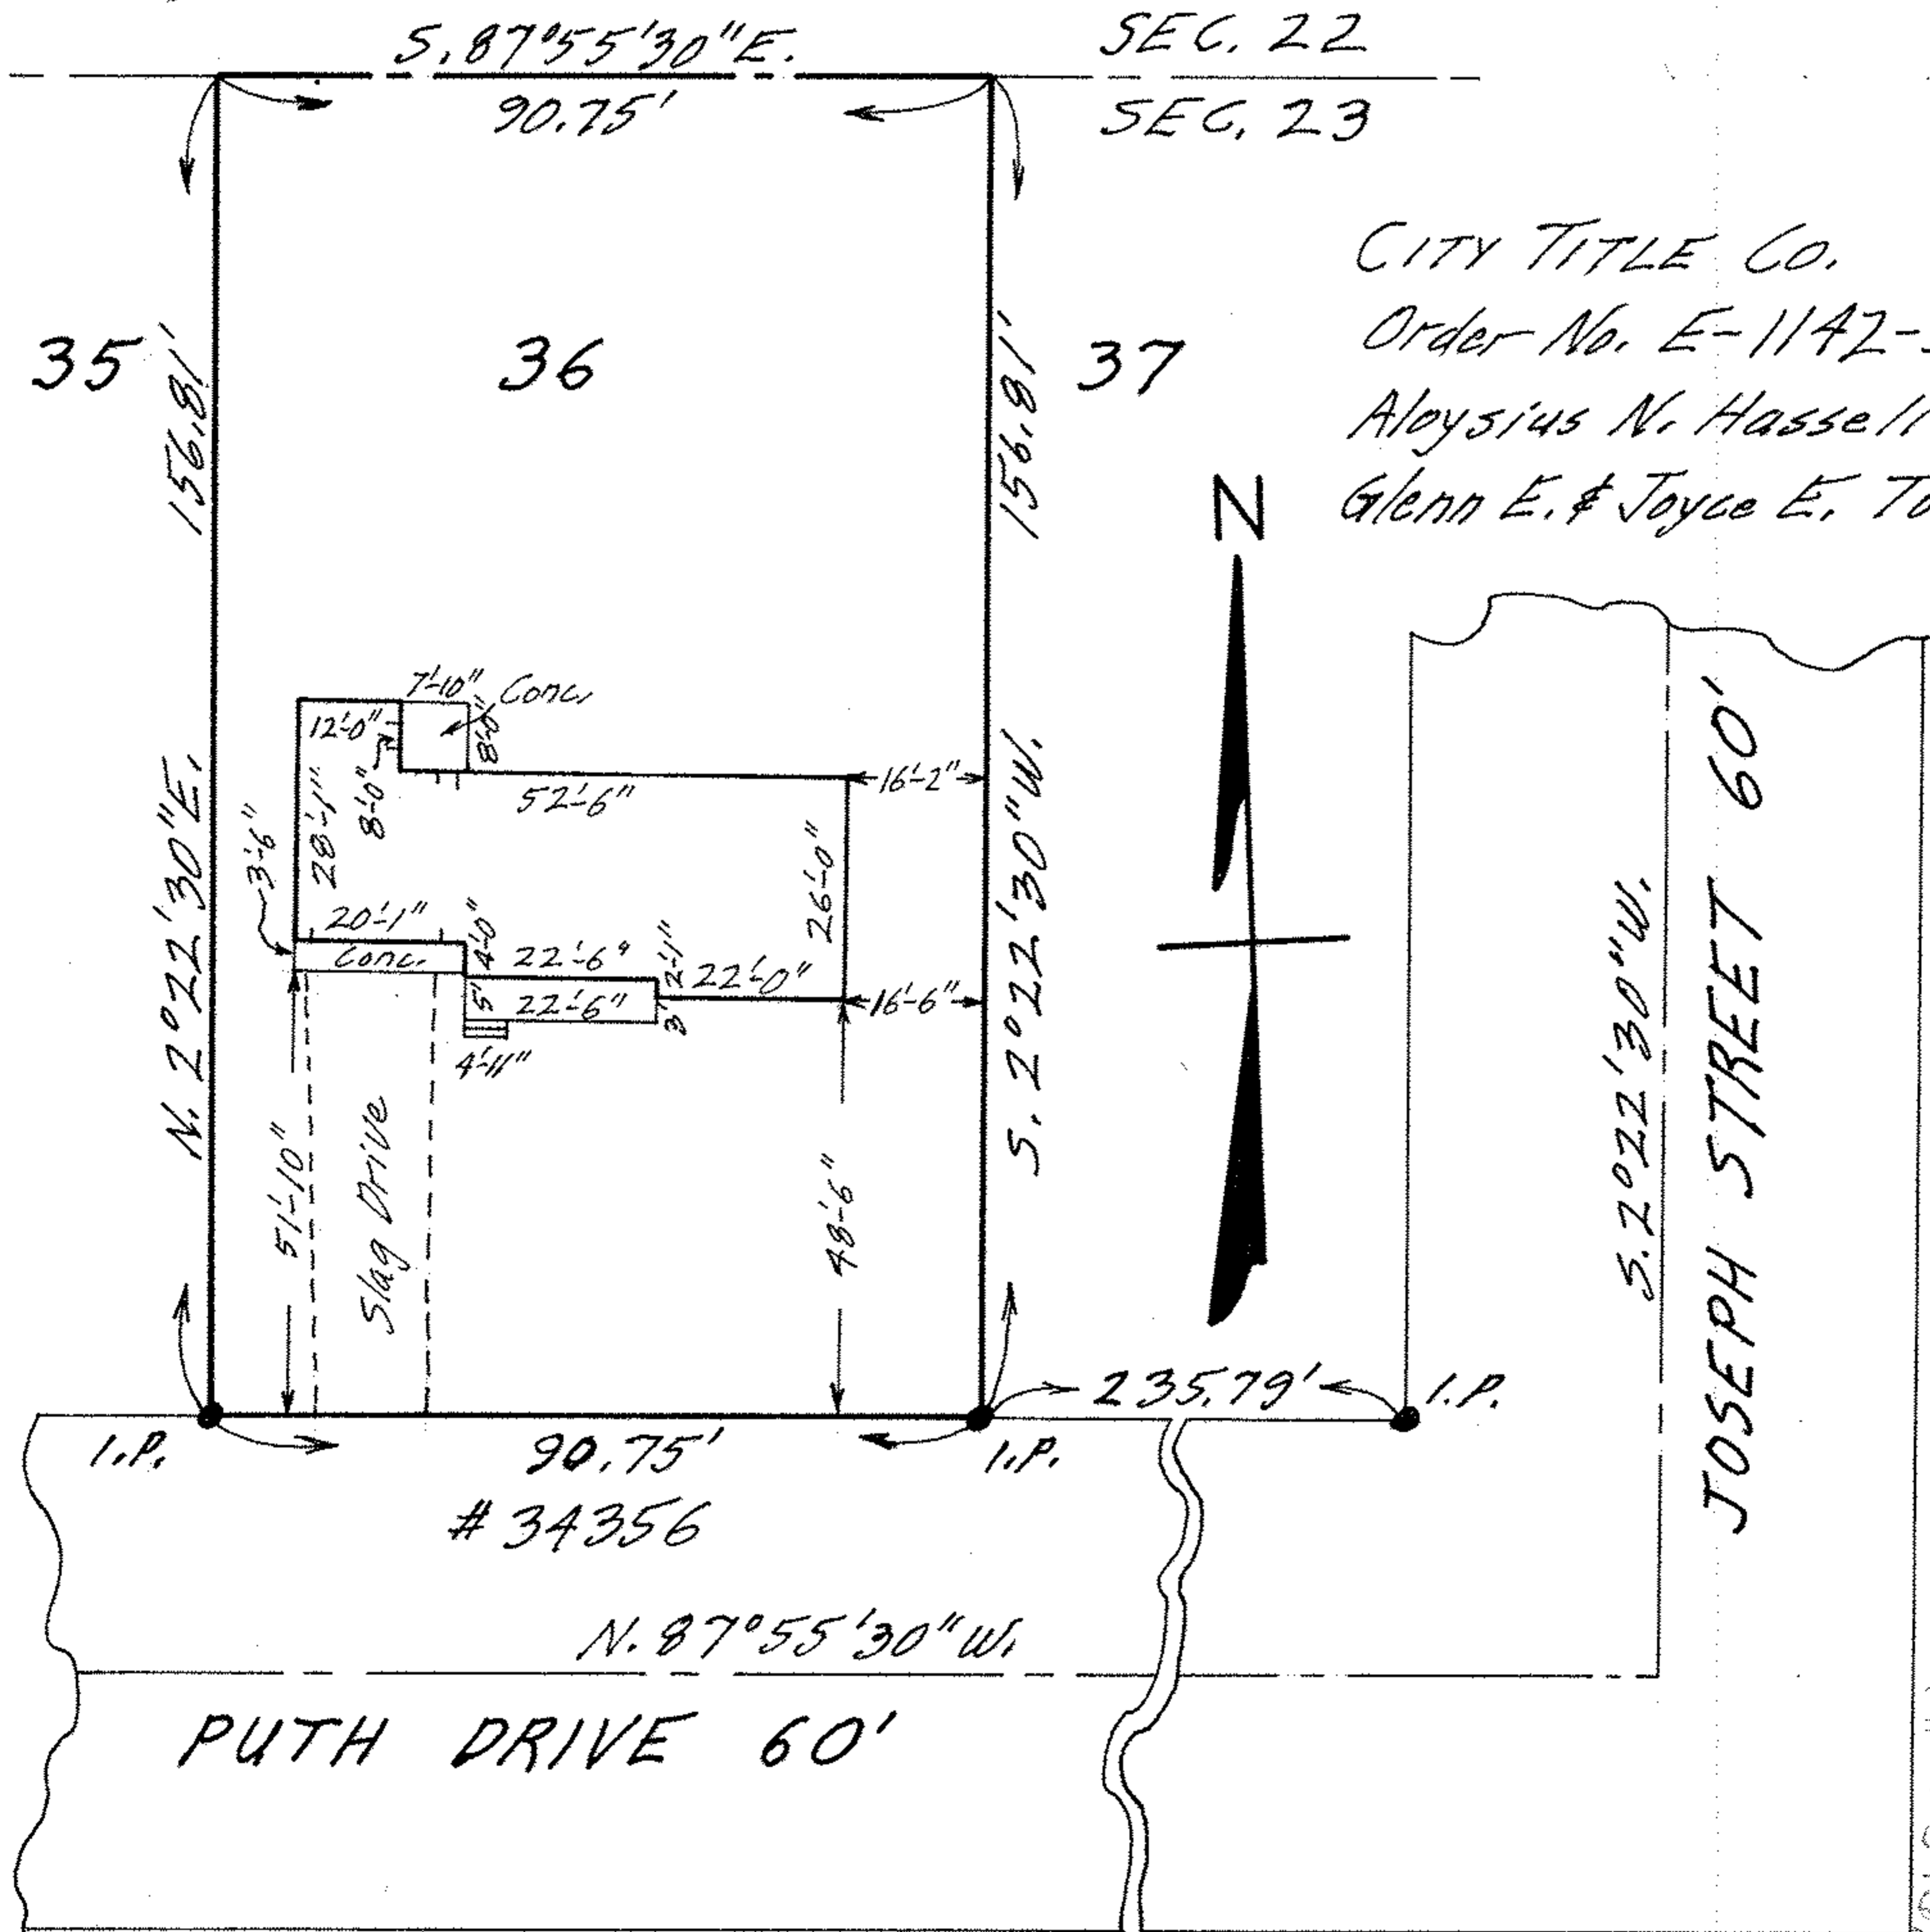 S. 87°55'30"E.
90.75'
SEC. 22
SEC. 23
CITY TITLE CO.
Order No. E-1142-
Aloysius N. Hassell
Glenn E. & Joyce E. To
35
36
37
156.81'
156.81'
N
N. 2°22'30"E.
S. 2°22'30"W.
7'-10"
Conc.
12'-0"
8'-0"
8'-0"
52'-6"
16'-2"
28'-1"
3'-6"
26'-0"
20'-1"
Conc.
4'-0"
22'-6"
2'-1"
22'-0"
16'-6"
5'
22'-6"
3'
4'-11"
51'-10"
Slag Drive
48'-6"
S. 2°22'30"W.
JOSEPH STREET 60'
235.79'
I.P.
I.P.
90.75'
I.P.
# 34356
N. 87°55'30"W.
PUTH DRIVE 60'